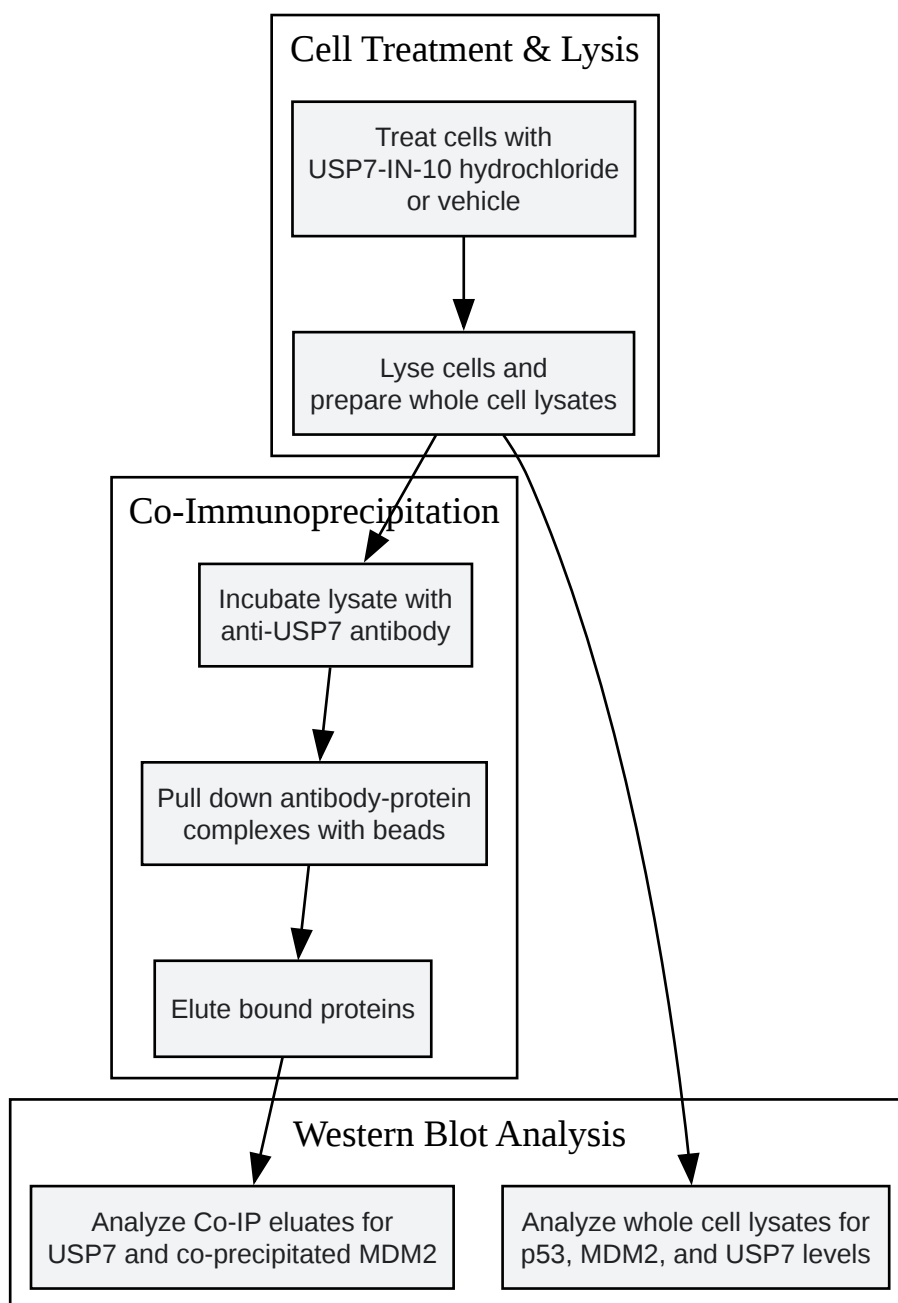 Cell Treatment & Lysis
Treat cells with
USP7-IN-10 hydrochloride
or vehicle
Lyse cells and
prepare whole cell lysates
Co-Immunoprecipitation
Incubate lysate with
anti-USP7 antibody
Pull down antibody-protein
complexes with beads
Elute bound proteins
Western Blot Analysis
Analyze Co-IP eluates for
USP7 and co-precipitated MDM2
Analyze whole cell lysates for
p53, MDM2, and USP7 levels